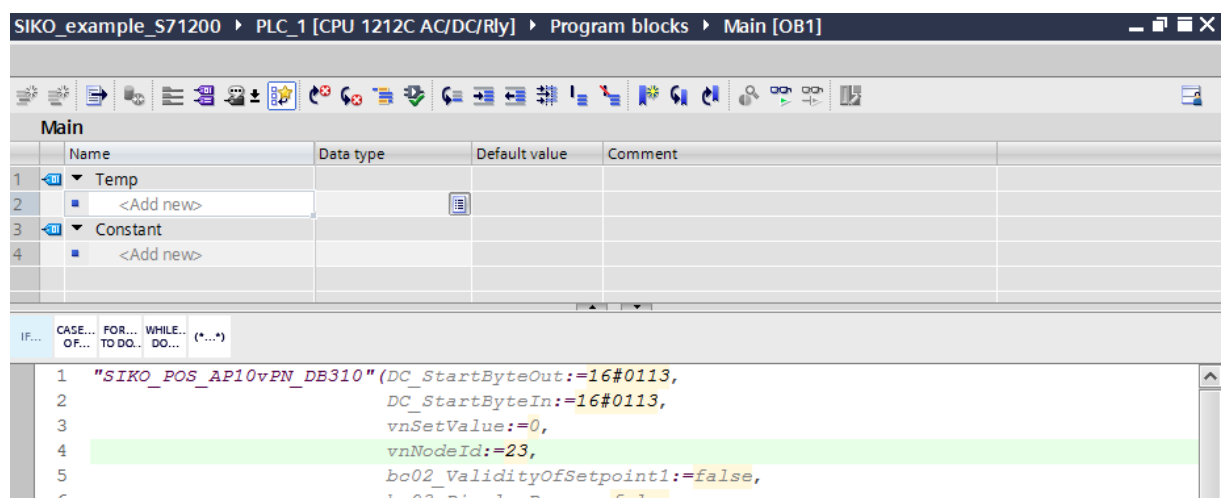 SIKO_example_S71200 ▸ PLC_1 [CPU 1212C AC/DC/Rly] ▸ Program blocks ▸ Main [OB1]
Main
Name Data type Default value Comment
1 Temp
2 <Add new>
3 Constant
4 <Add new>
IF... CASE... OF... FOR... TO DO.. WHILE.. DO... (*...*)
1 "SIKO_POS_AP10vPN_DB310"(DC_StartByteOut:=16#0113,
2 DC_StartByteIn:=16#0113,
3 vnSetValue:=0,
4 vnNodeId:=23,
5 bc02_ValidityOfSetpoint1:=false,